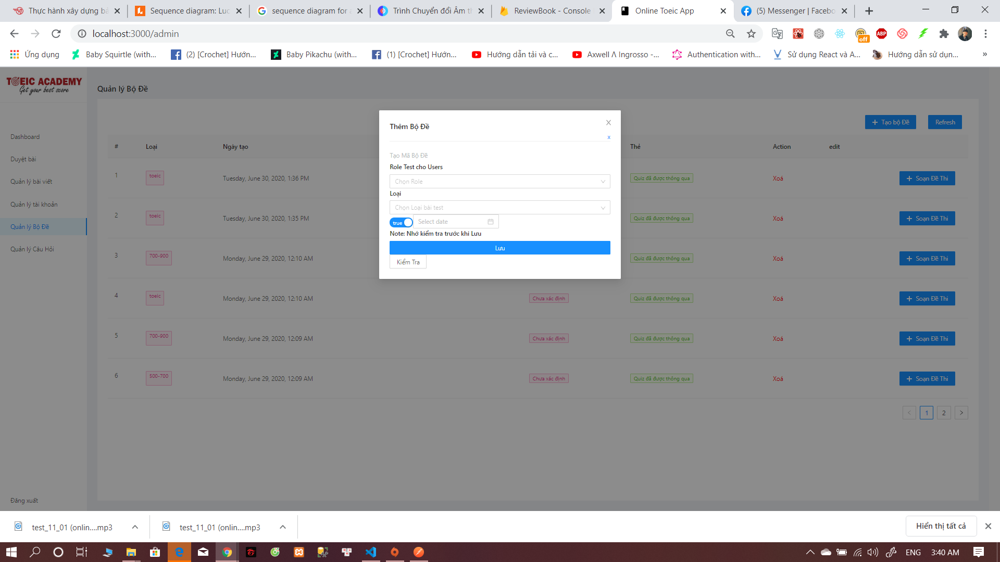 Thực hành xây dựng bả
Sequence diagram: Luc
sequence diagram for a
Trình Chuyển đổi Âm th
ReviewBook - Console
Online Toeic App
(5) Messenger | Facebo
localhost:3000/admin
off
ABP
Ứng dụng
Baby Squirtle (with...
(2) [Crochet] Hướn...
Baby Pikachu (with...
(1) [Crochet] Hướn...
Hướng dẫn tải và c...
Axwell Λ Ingrosso -...
Authentication with...
Sử dụng React và A...
Hướng dẫn sử dụn...
»
TOEIC ACADEMY
Get your best score
Dashboard
Duyệt bài
Quản lý bài viết
Quản lý tài khoản
Quản lý Bộ Đề
Quản lý Câu Hỏi
Đăng xuất
Quản lý Bộ Đề
+ Tạo bộ Đề
Refresh
# Loại Ngày tạo Thẻ Action edit
1 toeic Tuesday, June 30, 2020, 1:36 PM Quiz đã được thông qua Xoá + Soạn Đề Thi
2 toeic Tuesday, June 30, 2020, 1:35 PM Quiz đã được thông qua Xoá + Soạn Đề Thi
3 700-900 Monday, June 29, 2020, 12:10 AM Quiz đã được thông qua Xoá + Soạn Đề Thi
4 toeic Monday, June 29, 2020, 12:10 AM Chưa xác định Quiz đã được thông qua Xoá + Soạn Đề Thi
5 700-900 Monday, June 29, 2020, 12:09 AM Chưa xác định Quiz đã được thông qua Xoá + Soạn Đề Thi
6 500-700 Monday, June 29, 2020, 12:09 AM Chưa xác định Quiz đã được thông qua Xoá + Soạn Đề Thi
< 1 2 >
Thêm Bộ Đề
x
Tạo Mã Bộ Đề
Role Test cho Users
Chọn Role
Loại
Chọn Loại bài test
true
Select date
Note: Nhớ kiểm tra trước khi Lưu
Lưu
Kiểm Tra
test_11_01 (onlin....mp3
test_11_01 (onlin....mp3
Hiển thị tất cả
ENG
3:40 AM